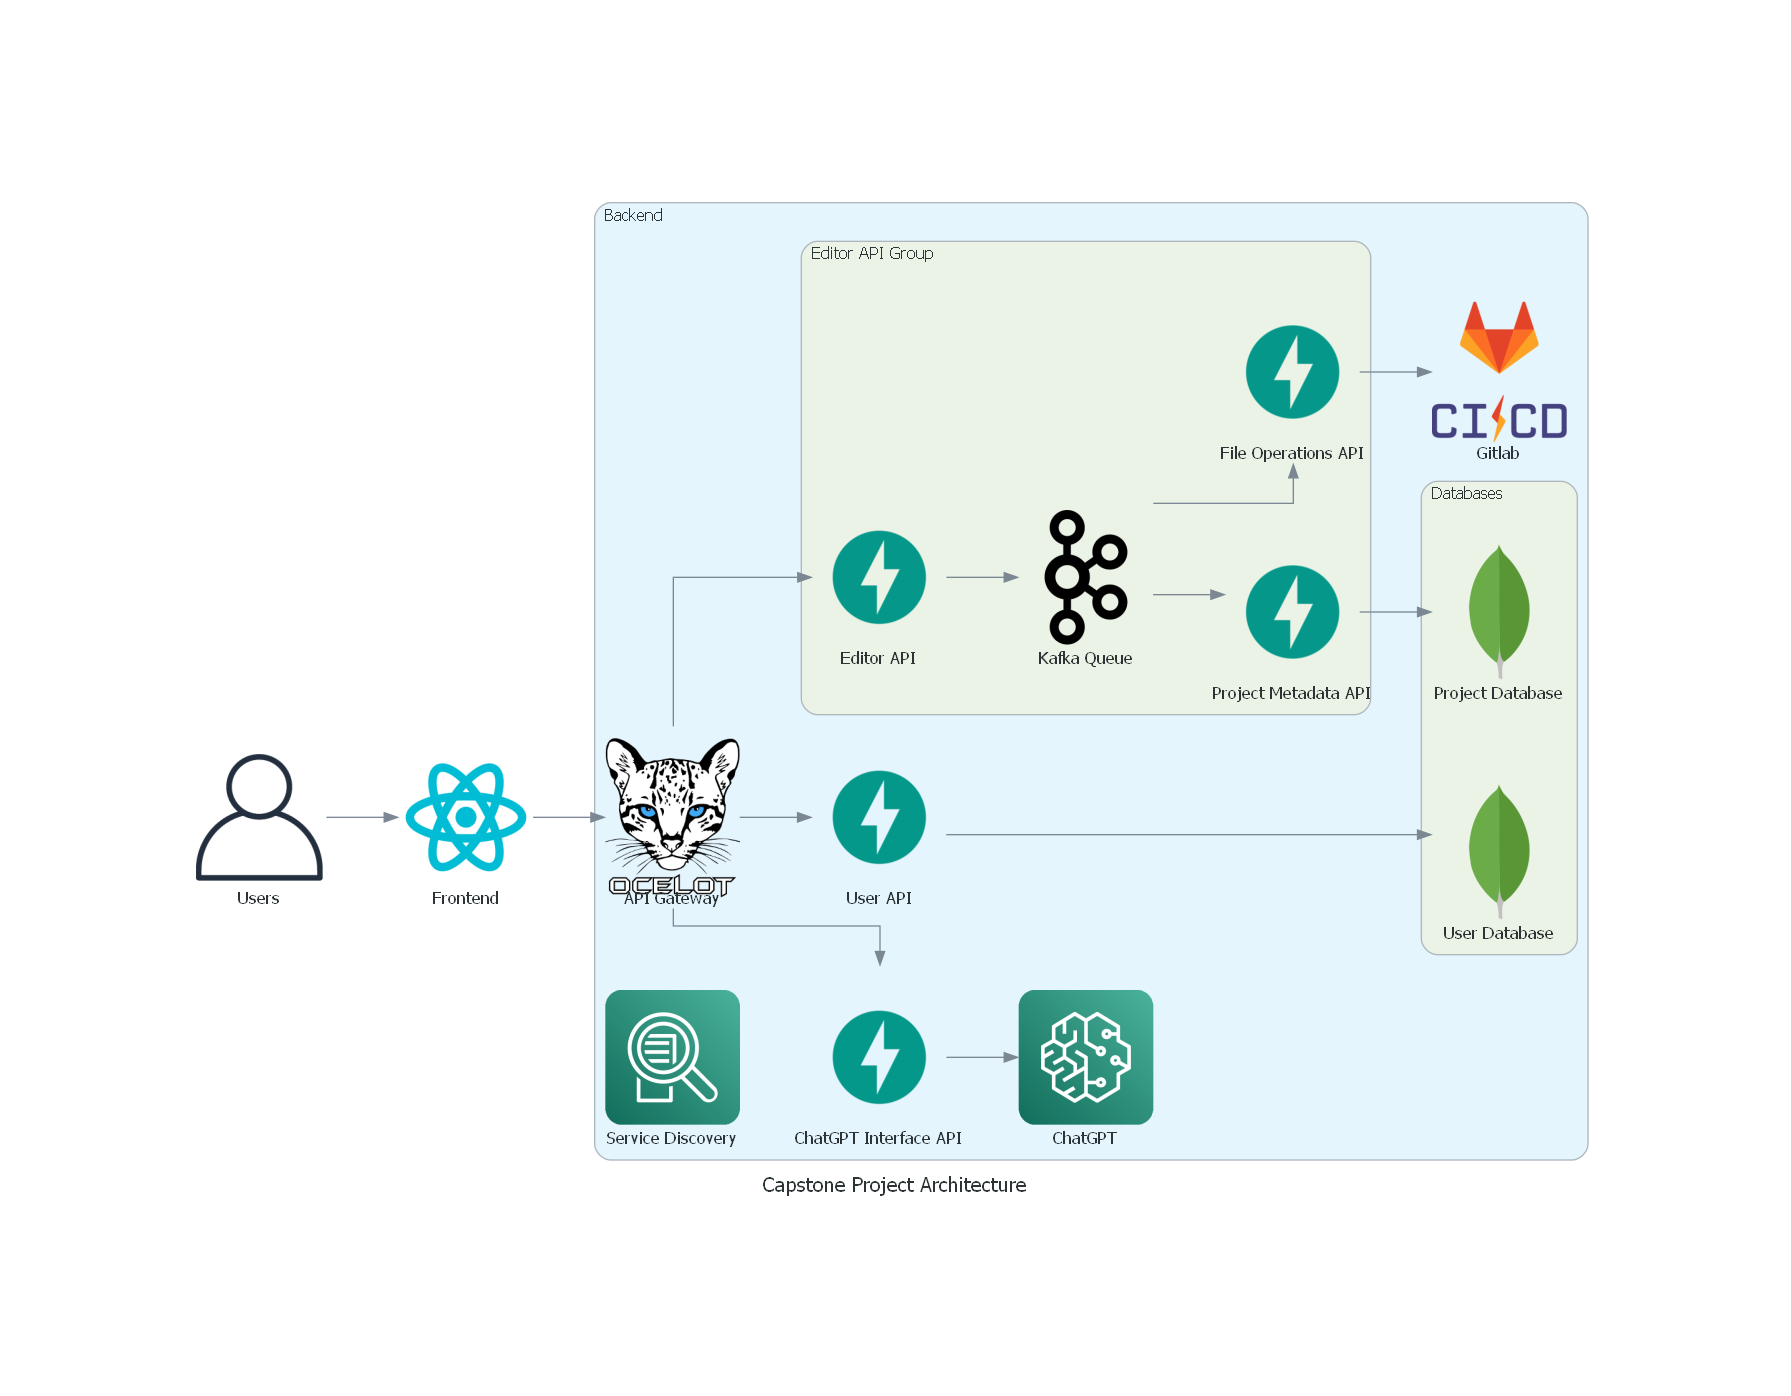 Backend
Editor API Group
File Operations API
CI/CD
Gitlab
Databases
Editor API
Kafka Queue
Project Metadata API
Project Database
OCELOT
Users
Frontend
API Gateway
User API
User Database
Service Discovery
ChatGPT Interface API
ChatGPT
Capstone Project Architecture